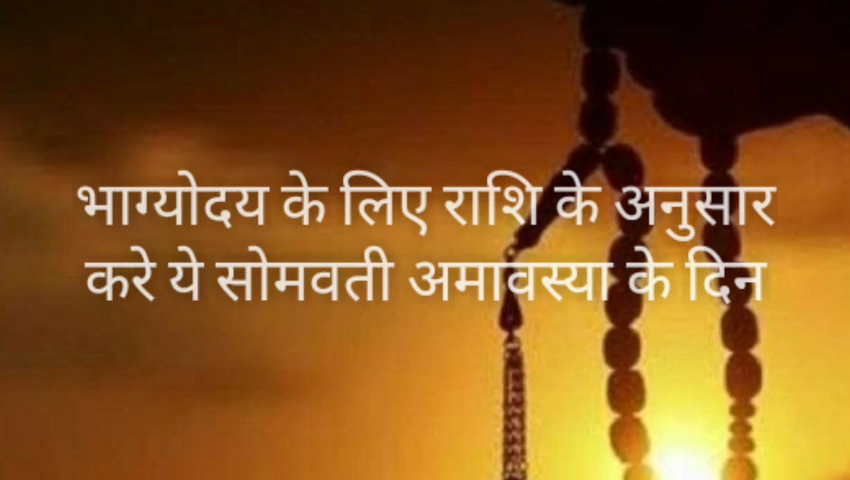 भाग्योदय के लिए राशि के अनुसार
करे ये सोमवती अमावस्या के दिन